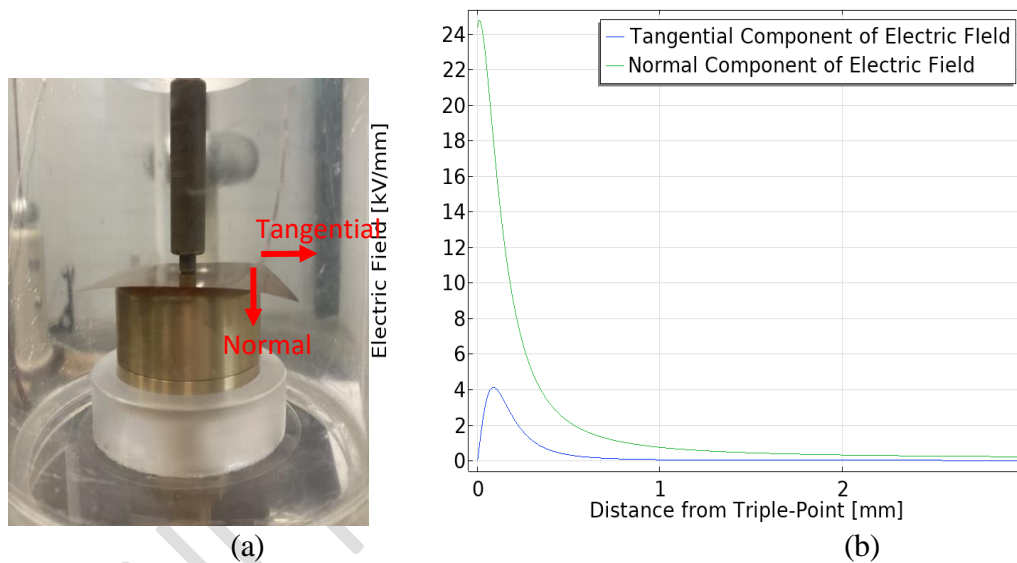 Tangential
Normal
(a)
Electric Field [kV/mm]
24
22
20
18
16
14
12
10
8
6
4
2
0
Tangential Component of Electric FIeld
Normal Component of Electric Field
0
1
2
Distance from Triple-Point [mm]
(b)